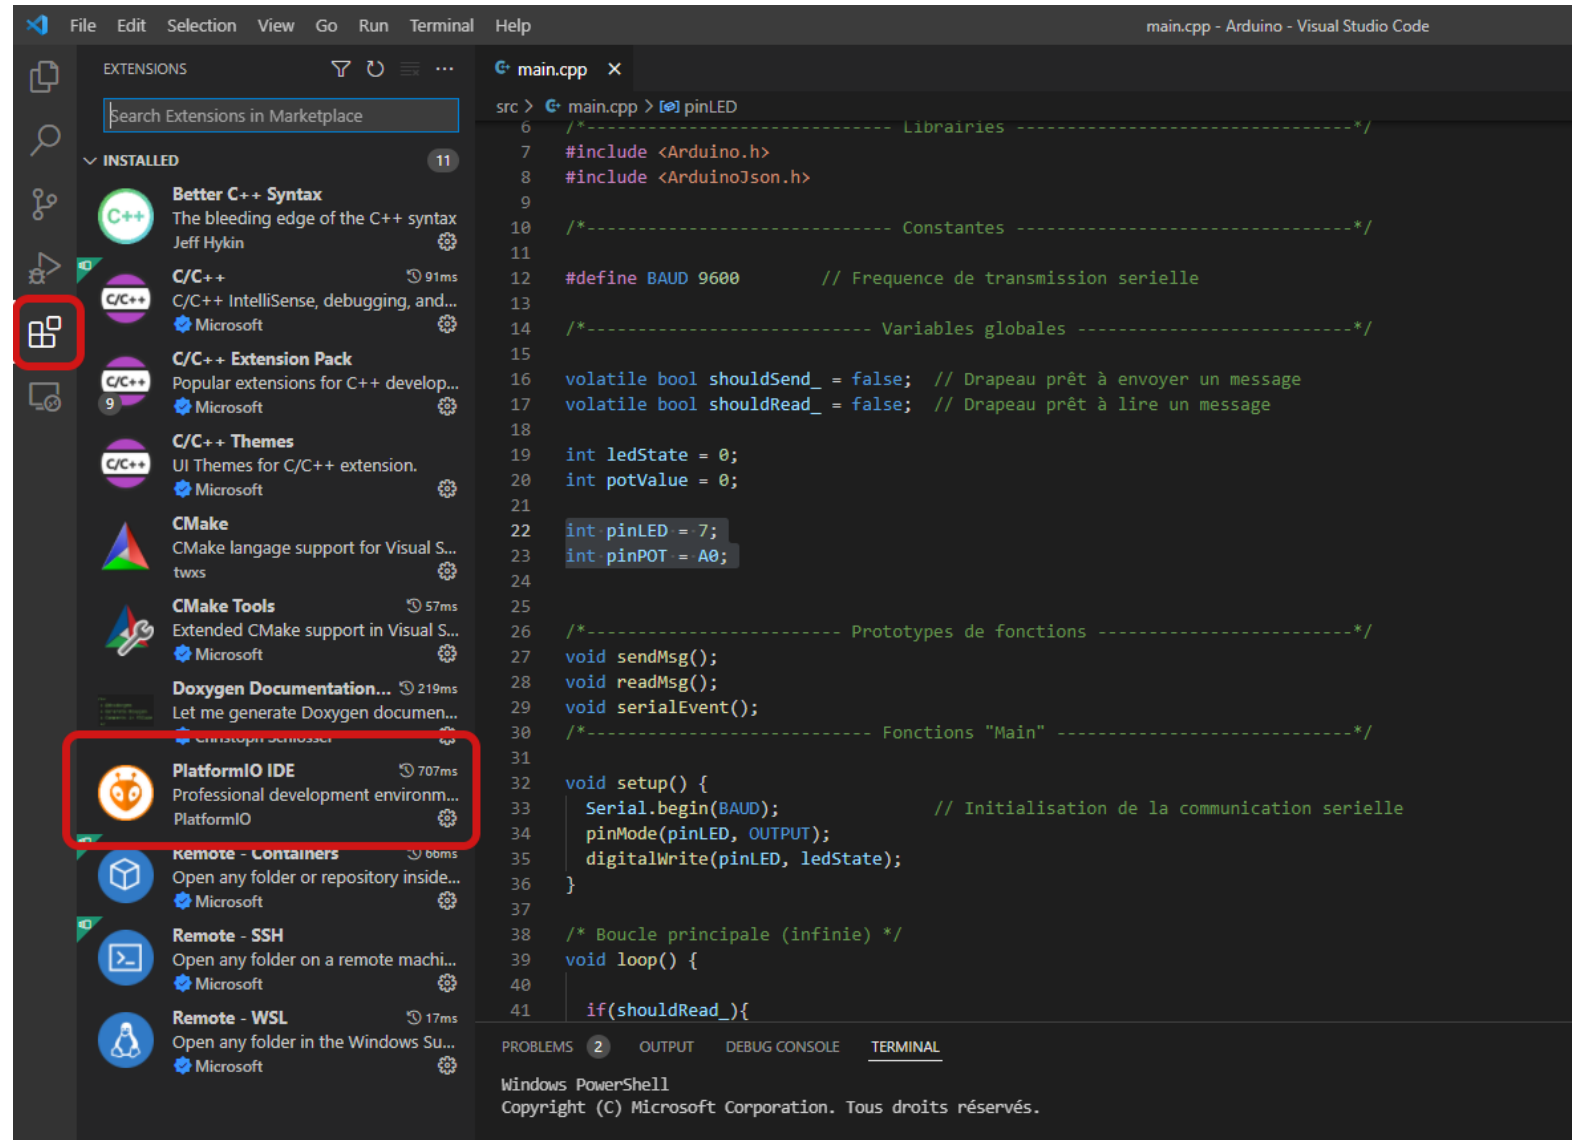 File Edit Selection View Go Run Terminal Help
main.cpp - Arduino - Visual Studio Code
EXTENSIONS
Search Extensions in Marketplace
INSTALLED 11
Better C++ Syntax
The bleeding edge of the C++ syntax
Jeff Hykin
C++
C/C++ 91ms
C/C++ IntelliSense, debugging, and...
Microsoft
C/C++
C/C++ Extension Pack
Popular extensions for C++ develop...
Microsoft
C/C++
9
C/C++ Themes
UI Themes for C/C++ extension.
Microsoft
C/C++
CMake
CMake langage support for Visual S...
twxs
CMake Tools 57ms
Extended CMake support in Visual S...
Microsoft
Doxygen Documentation... 219ms
Let me generate Doxygen documen...
Christoph Schlosser
PlatformIO IDE 707ms
Professional development environm...
PlatformIO
Remote - Containers 66ms
Open any folder or repository inside...
Microsoft
Remote - SSH
Open any folder on a remote machi...
Microsoft
Remote - WSL 17ms
Open any folder in the Windows Su...
Microsoft
main.cpp
src > main.cpp > pinLED
6 /*------------------------------ Librairies ---------------------------------*/
7 #include <Arduino.h>
8 #include <ArduinoJson.h>
9
10 /*------------------------------ Constantes ---------------------------------*/
11
12 #define BAUD 9600 // Frequence de transmission serielle
13
14 /*---------------------------- Variables globales ---------------------------*/
15
16 volatile bool shouldSend_ = false; // Drapeau prêt à envoyer un message
17 volatile bool shouldRead_ = false; // Drapeau prêt à lire un message
18
19 int ledState = 0;
20 int potValue = 0;
21
22 int pinLED = 7;
23 int pinPOT = A0;
24
25
26 /*------------------------- Prototypes de fonctions -------------------------*/
27 void sendMsg();
28 void readMsg();
29 void serialEvent();
30 /*---------------------------- Fonctions "Main" -----------------------------*/
31
32 void setup() {
33 Serial.begin(BAUD); // Initialisation de la communication serielle
34 pinMode(pinLED, OUTPUT);
35 digitalWrite(pinLED, ledState);
36 }
37
38 /* Boucle principale (infinie) */
39 void loop() {
40
41 if(shouldRead_){
PROBLEMS 2 OUTPUT DEBUG CONSOLE TERMINAL
Windows PowerShell
Copyright (C) Microsoft Corporation. Tous droits réservés.